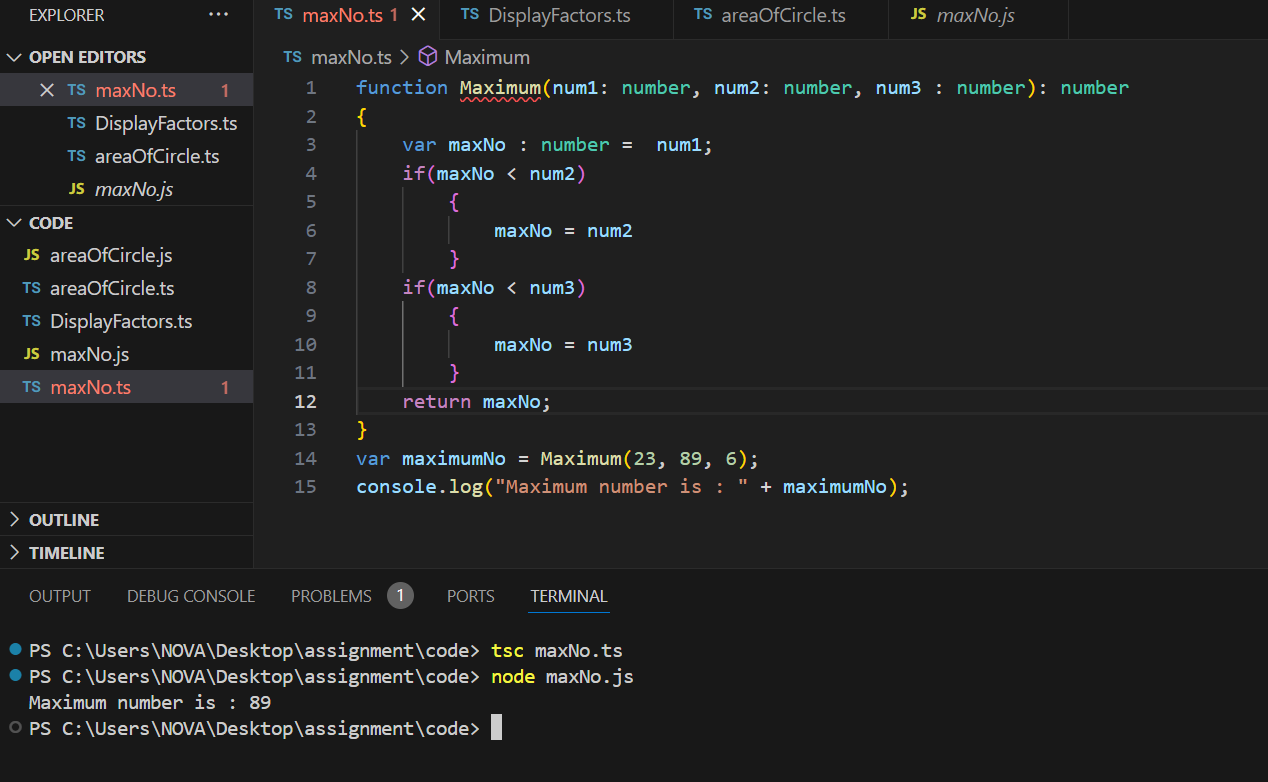 EXPLORER ···
OPEN EDITORS
TS maxNo.ts 1
TS DisplayFactors.ts
TS areaOfCircle.ts
JS maxNo.js
CODE
JS areaOfCircle.js
TS areaOfCircle.ts
TS DisplayFactors.ts
JS maxNo.js
TS maxNo.ts 1
OUTLINE
TIMELINE
TS maxNo.ts 1 TS DisplayFactors.ts TS areaOfCircle.ts JS maxNo.js
TS maxNo.ts > Maximum
1 function Maximum(num1: number, num2: number, num3 : number): number
2 {
3     var maxNo : number =  num1;
4     if(maxNo < num2)
5         {
6             maxNo = num2
7         }
8     if(maxNo < num3)
9         {
10             maxNo = num3
11         }
12     return maxNo;
13 }
14 var maximumNo = Maximum(23, 89, 6);
15 console.log("Maximum number is : " + maximumNo);
OUTPUT DEBUG CONSOLE PROBLEMS 1 PORTS TERMINAL
PS C:\Users\NOVA\Desktop\assignment\code> tsc maxNo.ts
PS C:\Users\NOVA\Desktop\assignment\code> node maxNo.js
Maximum number is : 89
PS C:\Users\NOVA\Desktop\assignment\code>